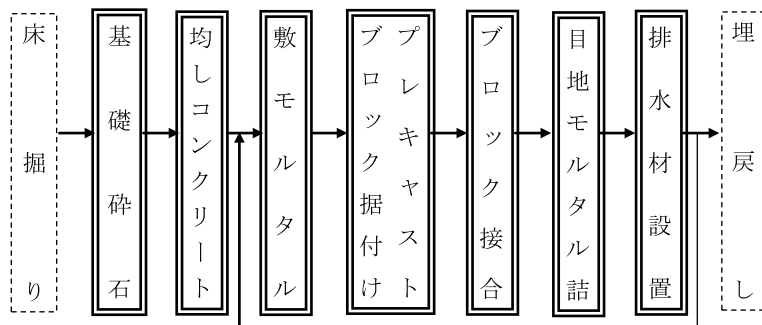 床掘り
基礎砕石
均しコンクリート
敷モルタル
プレキャスト
ブロック据付け
ブロック接合
目地モルタル詰
排水材設置
埋戻し